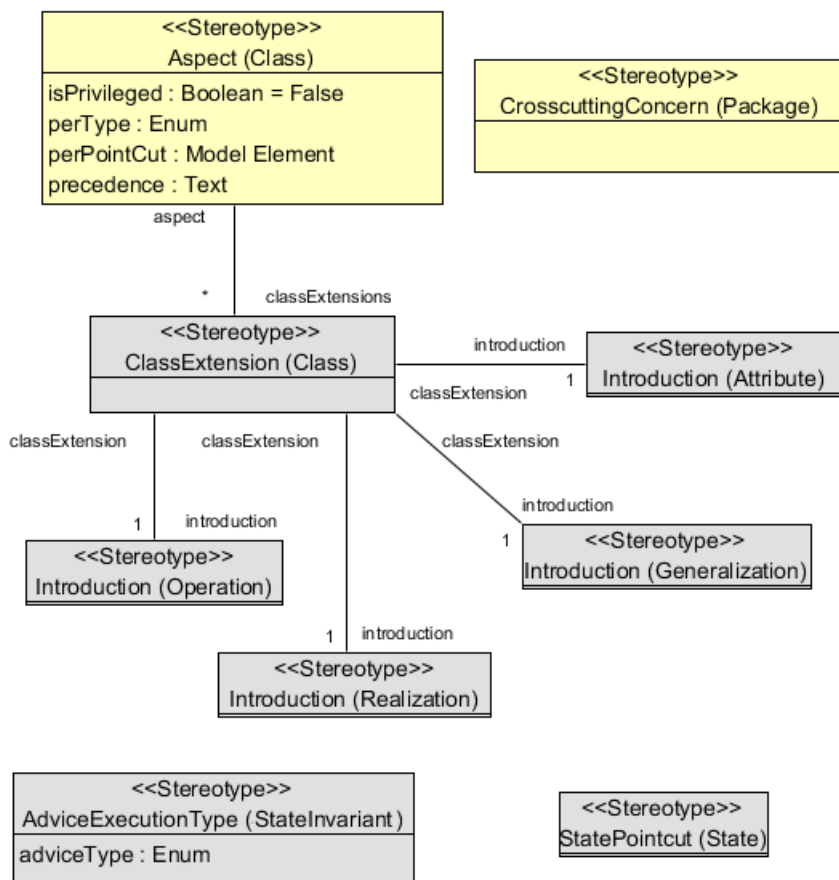 <<Stereotype>>
Aspect (Class)
isPrivileged : Boolean = False
perType : Enum
perPointCut : Model Element
precedence : Text
<<Stereotype>>
CrosscuttingConcern (Package)
aspect
*
classExtensions
<<Stereotype>>
ClassExtension (Class)
introduction
1
classExtension
<<Stereotype>>
Introduction (Attribute)
classExtension
classExtension
classExtension
1
introduction
<<Stereotype>>
Introduction (Operation)
introduction
1
<<Stereotype>>
Introduction (Generalization)
1
introduction
<<Stereotype>>
Introduction (Realization)
<<Stereotype>>
AdviceExecutionType (StateInvariant)
adviceType : Enum
<<Stereotype>>
StatePointcut (State)